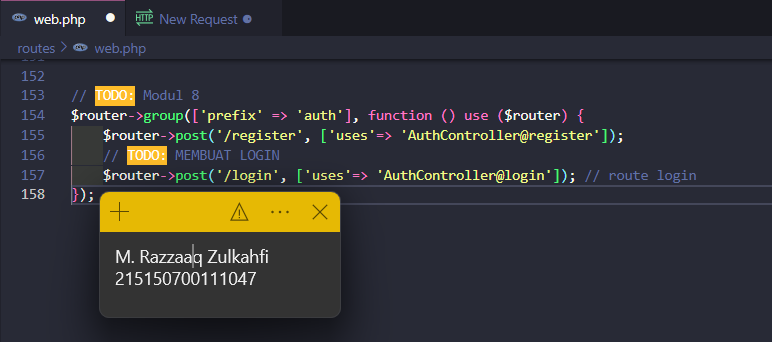 web.php
HTTP New Request
routes > web.php
152
153 // TODO: Modul 8
154 $router->group(['prefix' => 'auth'], function () use ($router) {
155     $router->post('/register', ['uses'=> 'AuthController@register']);
156     // TODO: MEMBUAT LOGIN
157     $router->post('/login', ['uses'=> 'AuthController@login']); // route login
158 });
M. Razzaaq Zulkahfi
215150700111047